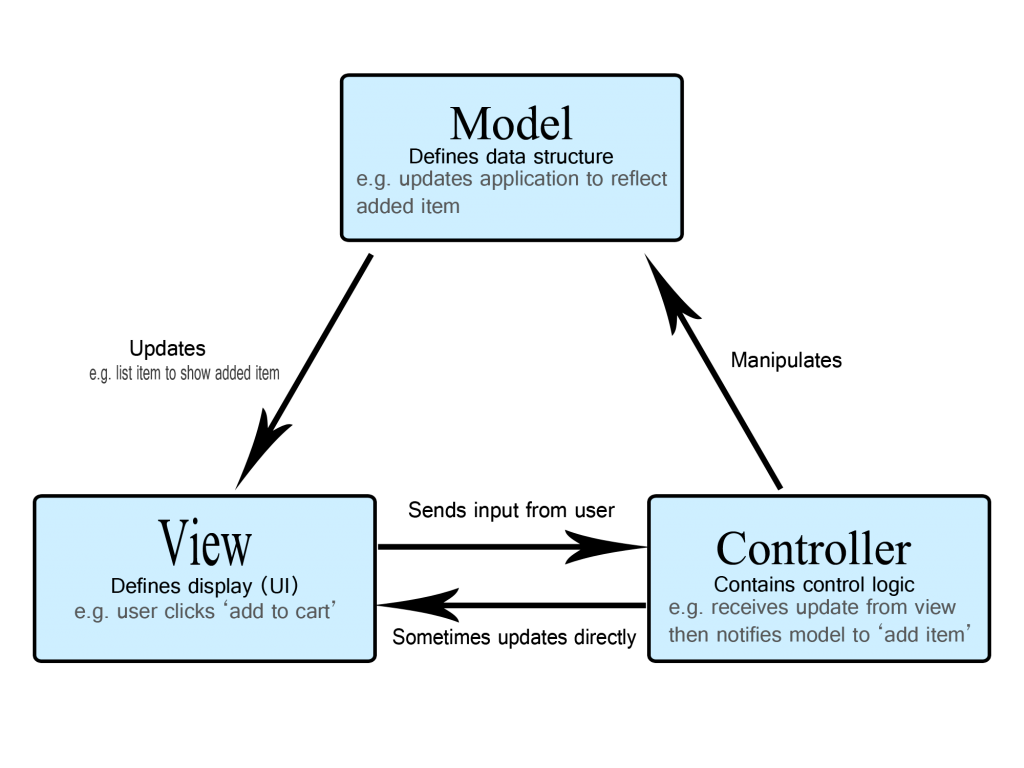 Model
Defines data structure
e.g. updates application to reflect
added item
Updates
e.g. list item to show added item
Manipulates
Sends input from user
View
Defines display (UI)
e.g. user clicks ‘add to cart’
Controller
Contains control logic
e.g. receives update from view
then notifies model to ‘add item’
Sometimes updates directly